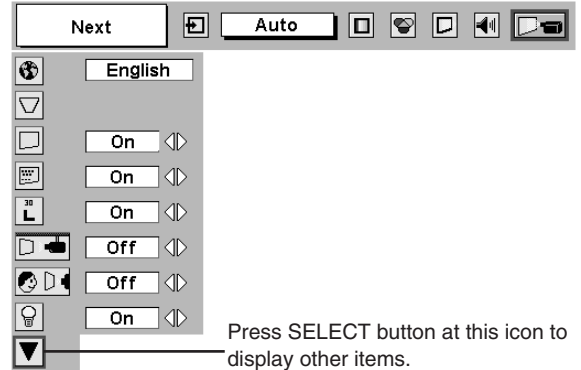 Next
Auto
English
On
On
30
L
On
Off
Off
On
Press SELECT button at this icon to
display other items.